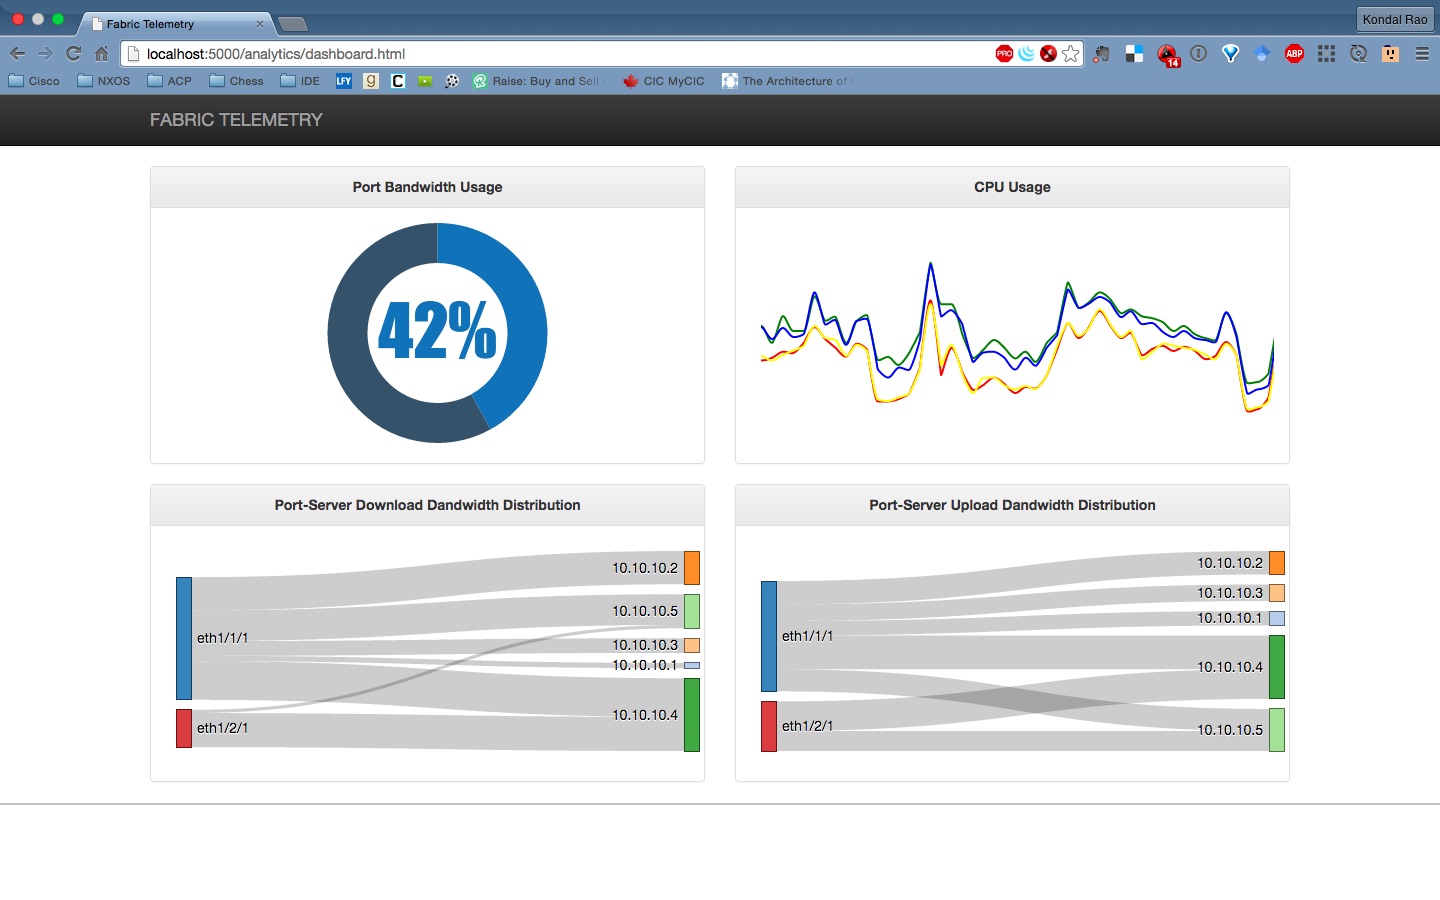 Fabric Telemetry
Kondal Rao
localhost:5000/analytics/dashboard.html
PRO
14
ABP
Cisco
NXOS
ACP
Chess
IDE
LFY
g
C
Raise: Buy and Sell
CiC MyCIC
The Architecture of
FABRIC TELEMETRY
Port Bandwidth Usage
42%
CPU Usage
Port-Server Download Dandwidth Distribution
eth1/1/1
eth1/2/1
10.10.10.2
10.10.10.5
10.10.10.3
10.10.10.1
10.10.10.4
Port-Server Upload Dandwidth Distribution
eth1/1/1
eth1/2/1
10.10.10.2
10.10.10.3
10.10.10.1
10.10.10.4
10.10.10.5